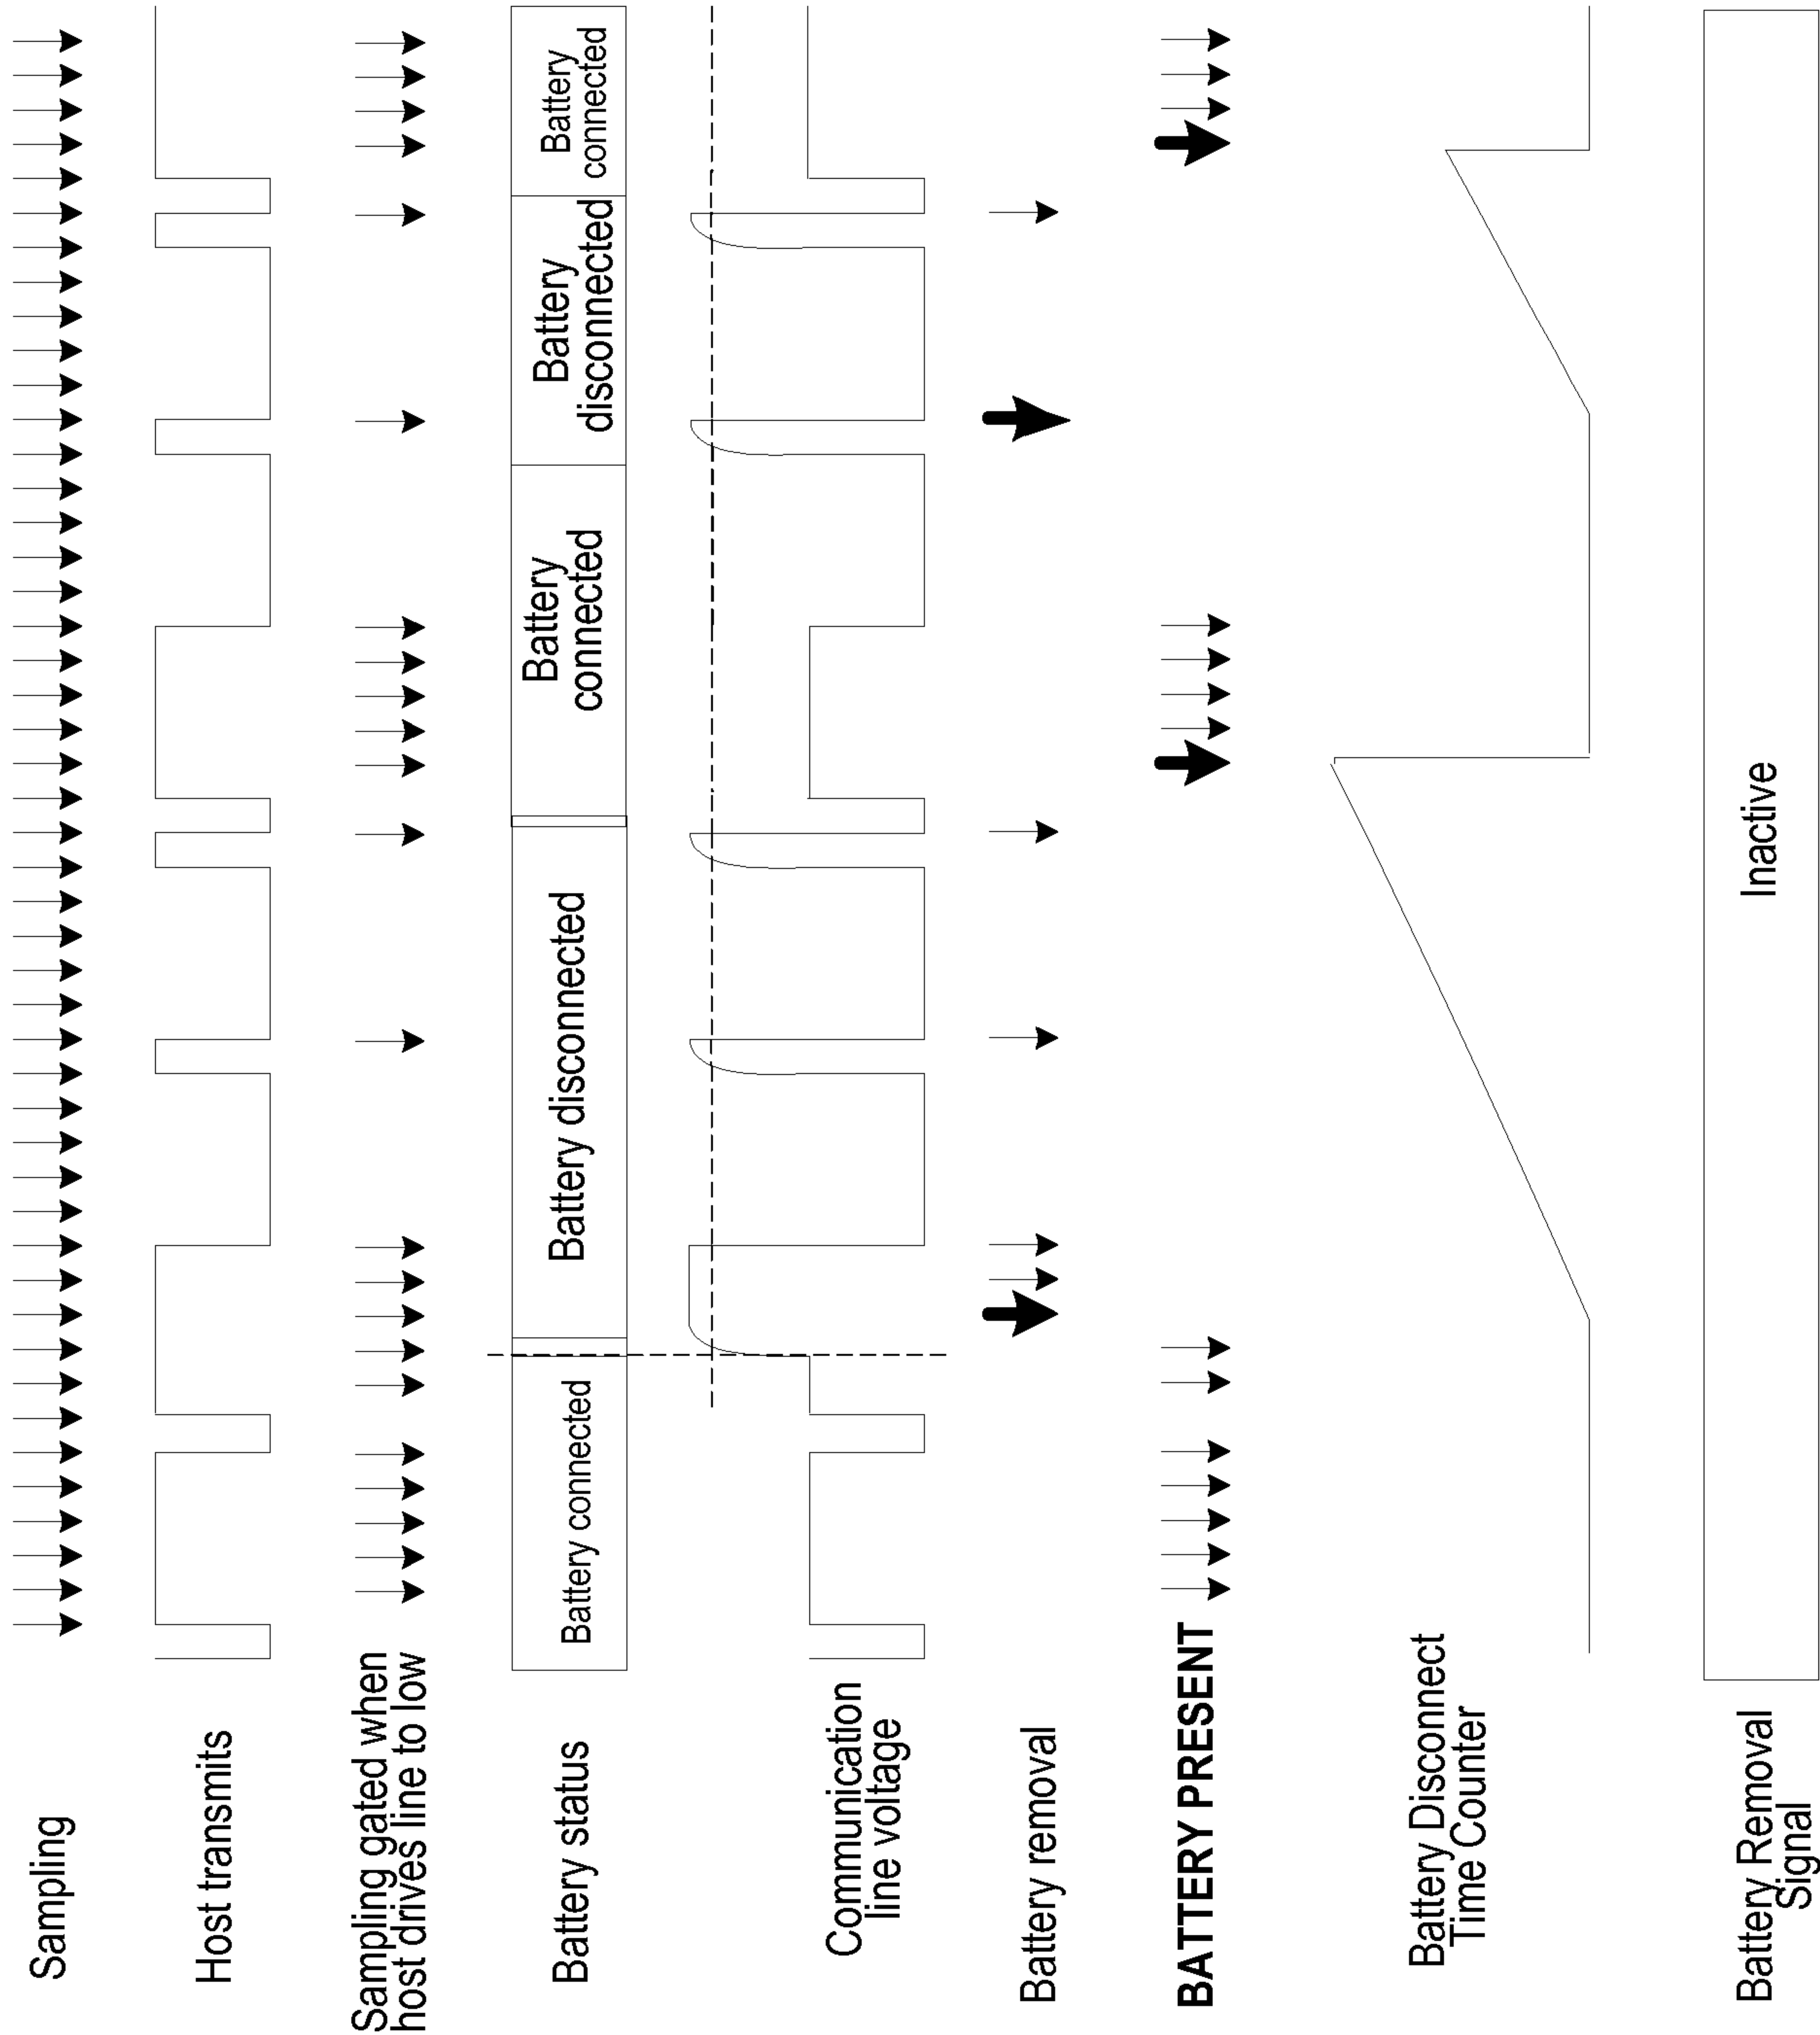 Sampling
Host transmits
Sampling gated when
host drives line to low
Battery status
Battery connected
Battery disconnected
Battery
connected
Battery
disconnected
Battery
connected
Communication
line voltage
Battery removal
BATTERY PRESENT
Battery Disconnect
Time Counter
Battery Removal
Signal
Inactive